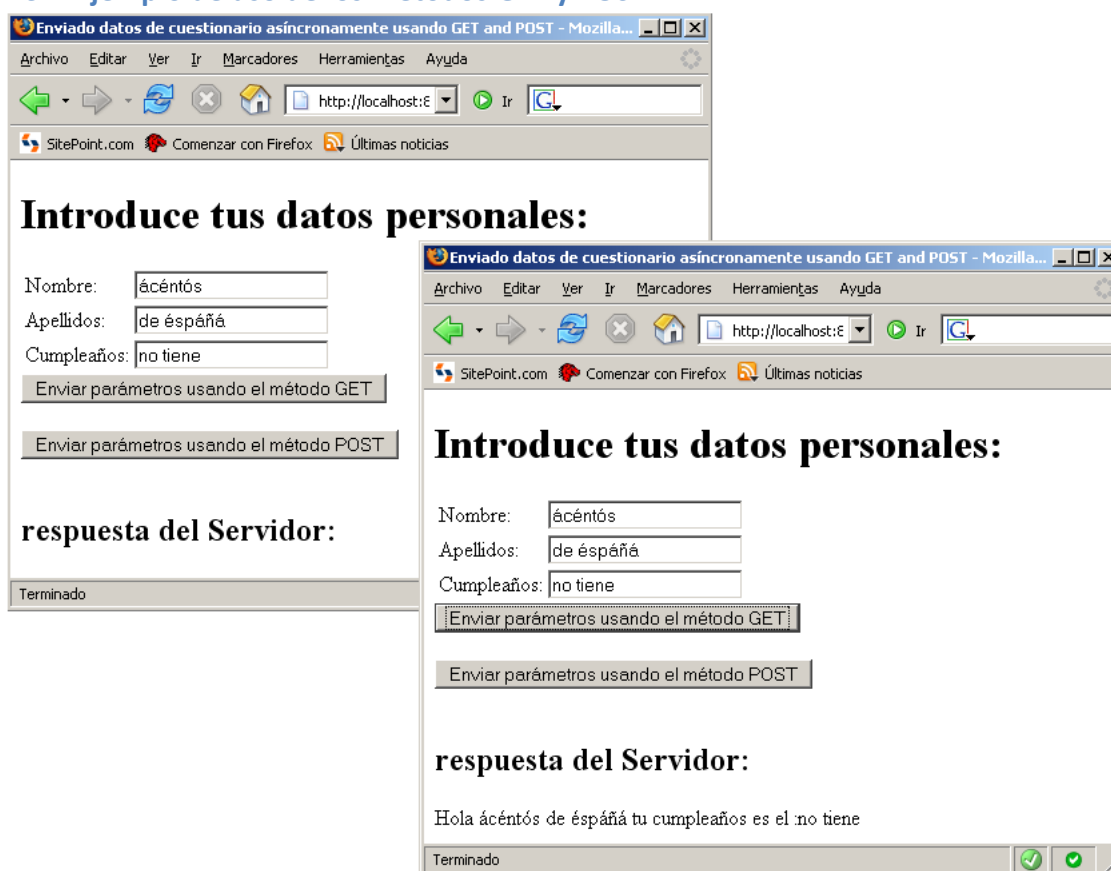 Enviado datos de cuestionario asíncronamente usando GET and POST - Mozilla...
Archivo Editar Ver Ir Marcadores Herramientas Ayuda
http://localhost:8 Ir
SitePoint.com Comenzar con Firefox Últimas noticias
Introduce tus datos personales:
Nombre: ácéntós
Apellidos: de éspáñá
Cumpleaños: no tiene
Enviar parámetros usando el método GET
Enviar parámetros usando el método POST
respuesta del Servidor:
Terminado
Enviado datos de cuestionario asíncronamente usando GET and POST - Mozilla...
Archivo Editar Ver Ir Marcadores Herramientas Ayuda
http://localhost:8 Ir
SitePoint.com Comenzar con Firefox Últimas noticias
Introduce tus datos personales:
Nombre: ácéntós
Apellidos: de éspáñá
Cumpleaños: no tiene
Enviar parámetros usando el método GET
Enviar parámetros usando el método POST
respuesta del Servidor:
Hola ácéntós de éspáñá tu cumpleaños es el :no tiene
Terminado